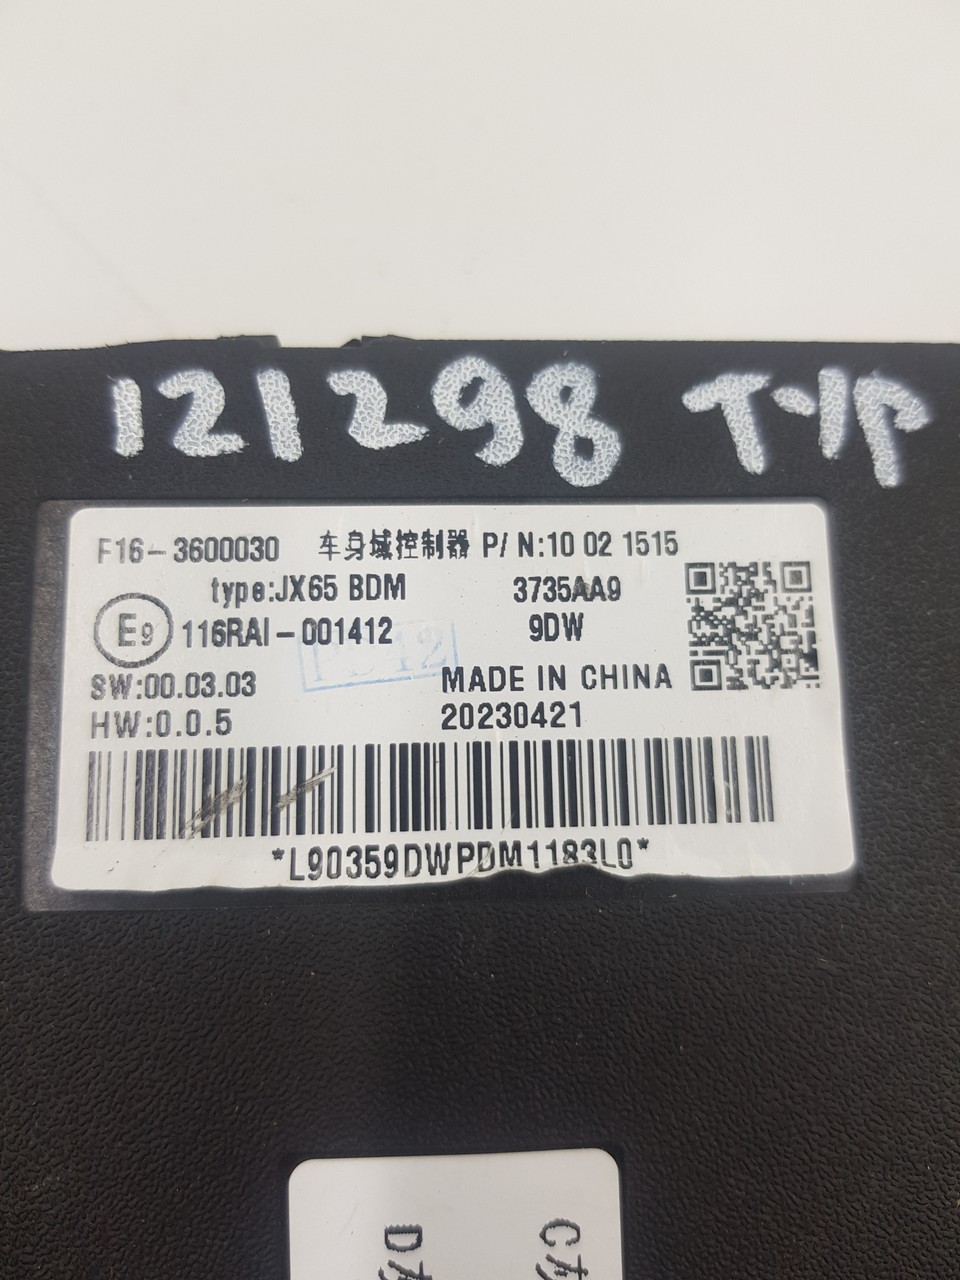 121298 TYP
F16-3600030 车身域控制器 P/N:10 02 1515
type:JX65 BDM 3735AA9
E9 116RAI-001412 9DW
SW:00.03.03 MADE IN CHINA
HW:0.0.5 20230421
*L90359DWPDM1183L0*
D
C